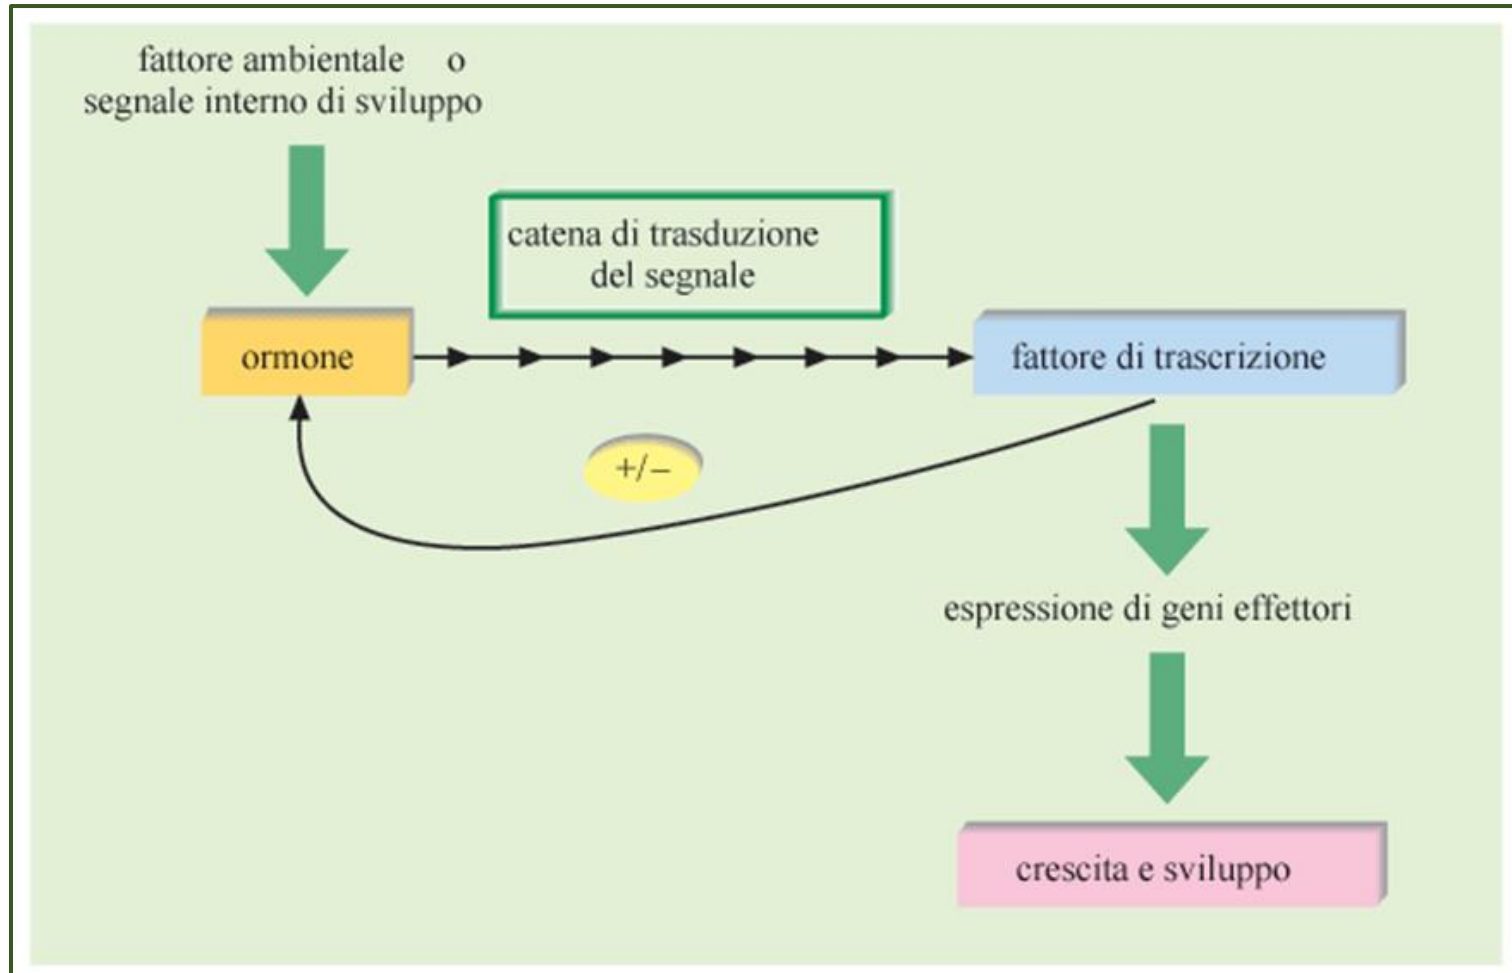 fattore ambientale o
segnale interno di sviluppo
catena di trasduzione
del segnale
ormone
fattore di trascrizione
+/−
espressione di geni effettori
crescita e sviluppo